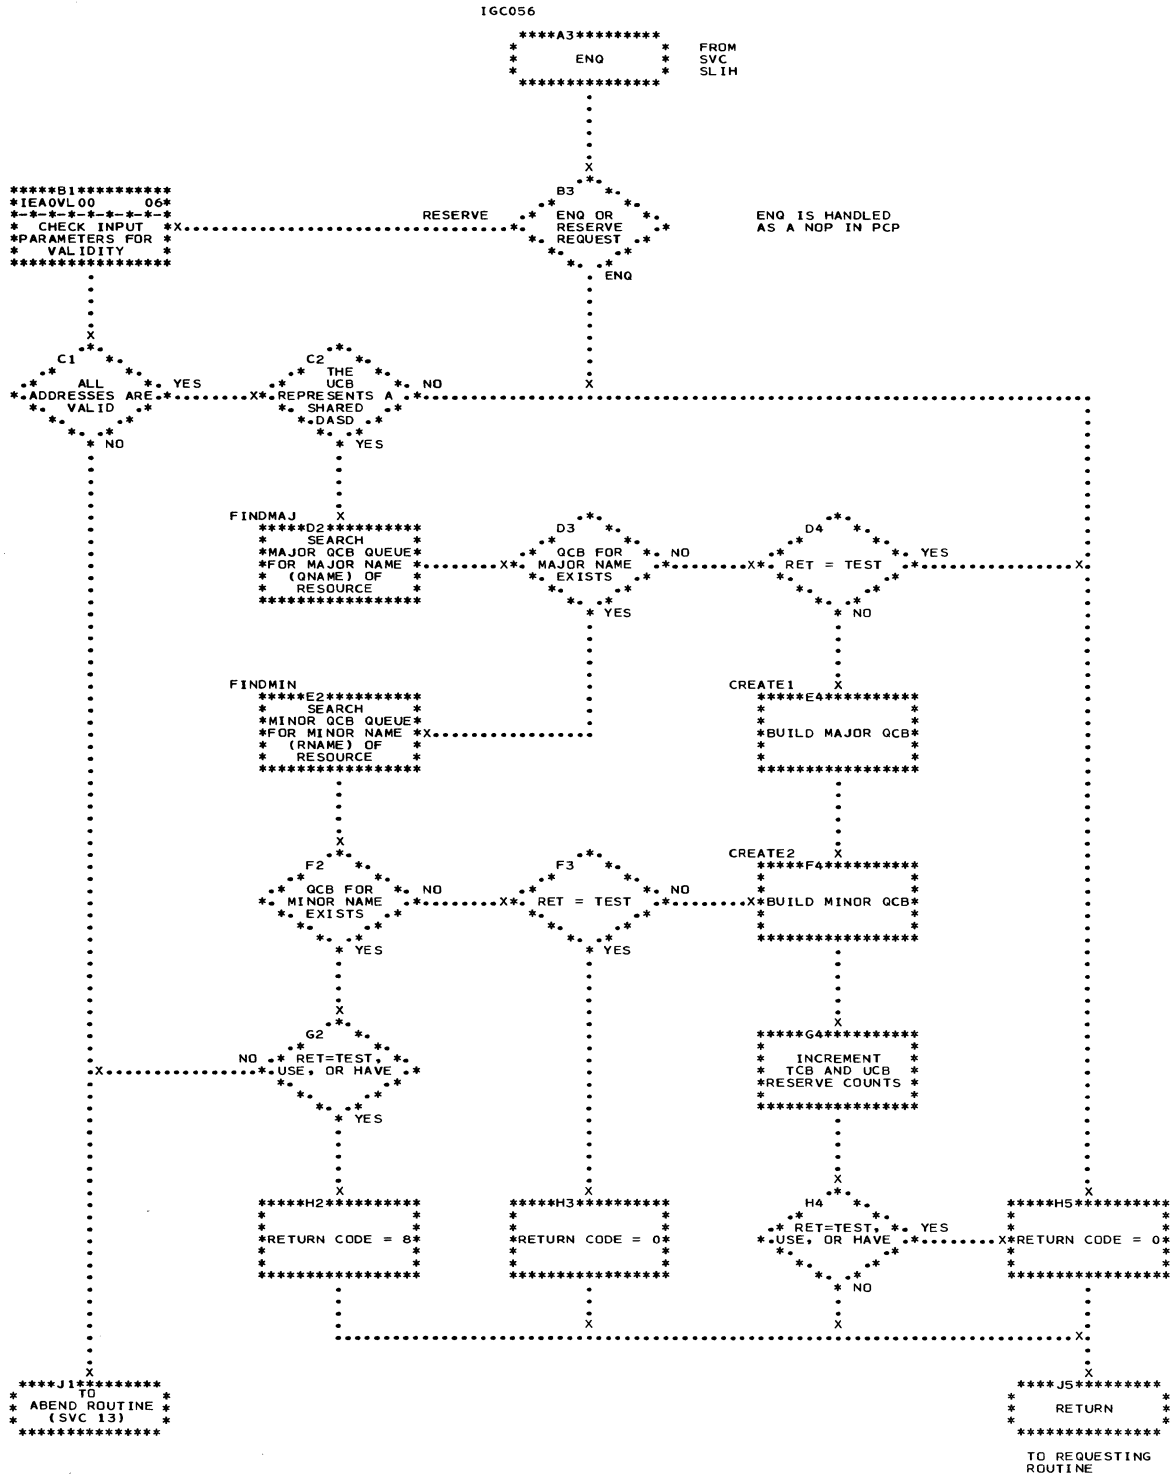 IGC056
A3
ENQ
FROM
SVC
SLIH
B1
IEA0VL00 06
CHECK INPUT
PARAMETERS FOR
VALIDITY
RESERVE
B3
ENQ OR
RESERVE
REQUEST
ENQ
ENQ IS HANDLED
AS A NOP IN PCP
C1
ALL
ADDRESSES ARE
VALID
YES
NO
C2
THE
UCB
REPRESENTS A
SHARED
DASD
NO
YES
FINDMAJ
D2
SEARCH
MAJOR QCB QUEUE
FOR MAJOR NAME
(QNAME) OF
RESOURCE
D3
QCB FOR
MAJOR NAME
EXISTS
NO
YES
D4
RET = TEST
YES
NO
FINDMIN
E2
SEARCH
MINOR QCB QUEUE
FOR MINOR NAME
(RNAME) OF
RESOURCE
CREATE1
E4
BUILD MAJOR QCB
F2
QCB FOR
MINOR NAME
EXISTS
NO
YES
F3
RET = TEST
NO
YES
CREATE2
F4
BUILD MINOR QCB
G2
RET=TEST,
USE, OR HAVE
NO
YES
G4
INCREMENT
TCB AND UCB
RESERVE COUNTS
H2
RETURN CODE = 8
H3
RETURN CODE = 0
H4
RET=TEST,
USE, OR HAVE
YES
NO
H5
RETURN CODE = 0
J1
TO
ABEND ROUTINE
(SVC 13)
J5
RETURN
TO REQUESTING
ROUTINE